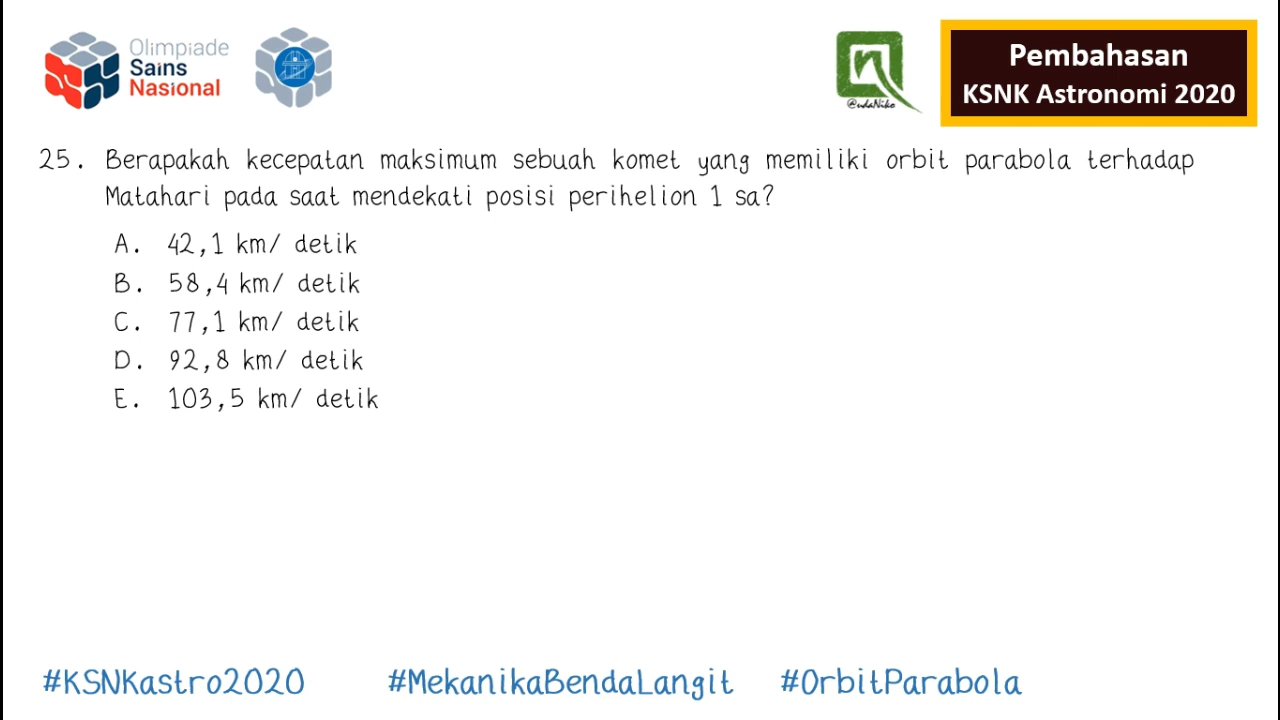 Olimpiade
Sains
Nasional
@udaNiko
Pembahasan
KSNK Astronomi 2020
25. Berapakah kecepatan maksimum sebuah komet yang memiliki orbit parabola terhadap
Matahari pada saat mendekati posisi perihelion 1 sa?
A. 42,1 km/ detik
B. 58,4 km/ detik
C. 77,1 km/ detik
D. 92,8 km/ detik
E. 103,5 km/ detik
#KSNKastro2020 #MekanikaBendaLangit #OrbitParabola